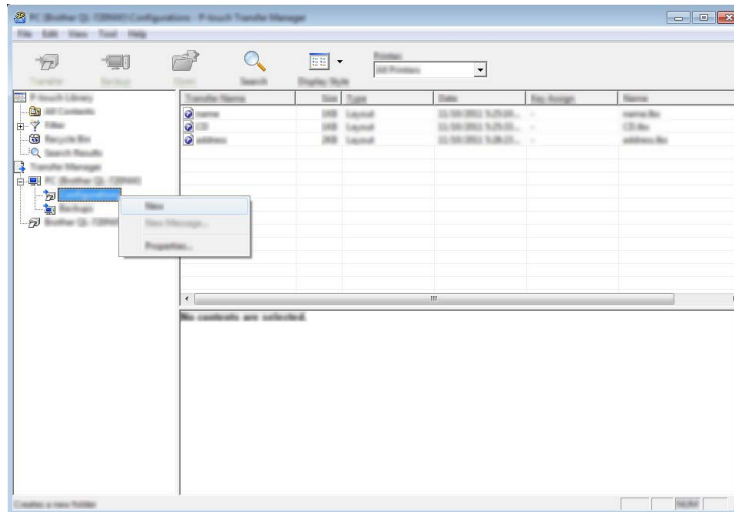 PC (Brother QL-720NW) Configurations - P-touch Transfer Manager
File Edit View Tool Help
Transfer Backup Open Search Display Style
Printer:
All Printers
P-touch Library
All Contents
Filter
Recycle Bin
Search Results
Transfer Manager
PC (Brother QL-720NW)
Configurations
Backups
Brother QL-720NW
Transfer Name Size Type Date Key Assign Name
name 1KB Layout - name.lbx
CD 1KB Layout - CD.lbx
address 2KB Layout - address.lbx
New
New Message...
Properties...
No contents are selected.
Creates a new folder
NUM